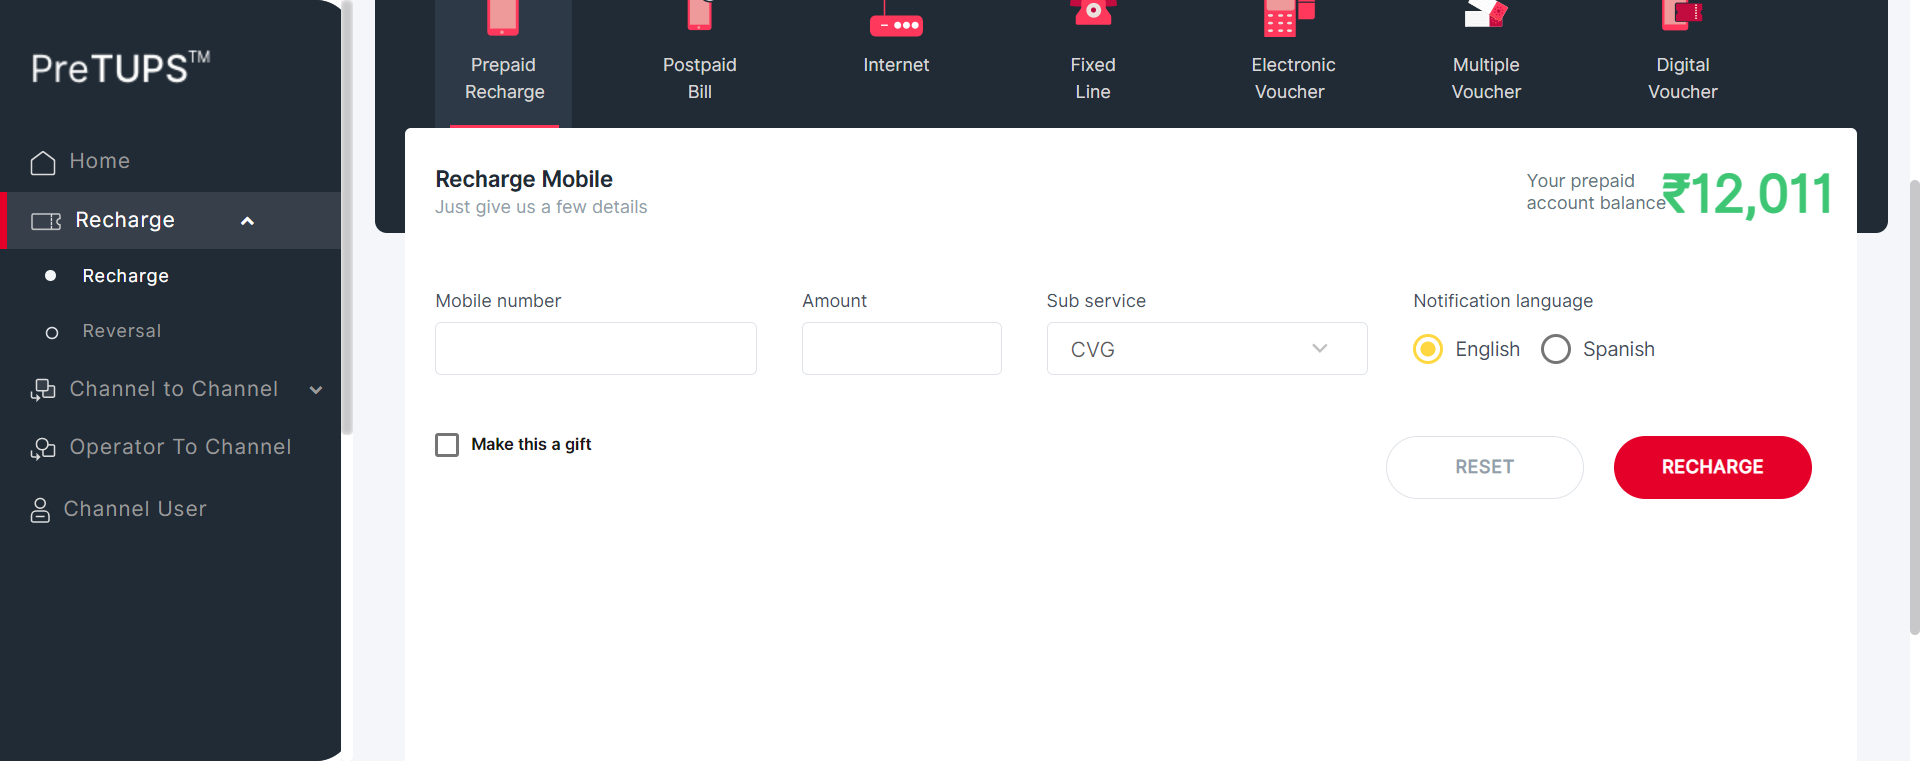 PreTUPS™
Home
Recharge
Recharge
Reversal
Channel to Channel
Operator To Channel
Channel User
Prepaid
Recharge
Postpaid
Bill
Internet
Fixed
Line
Electronic
Voucher
Multiple
Voucher
Digital
Voucher
Recharge Mobile
Just give us a few details
Your prepaid
account balance
₹12,011
Mobile number
Amount
Sub service
Notification language
CVG
English
Spanish
Make this a gift
RESET
RECHARGE